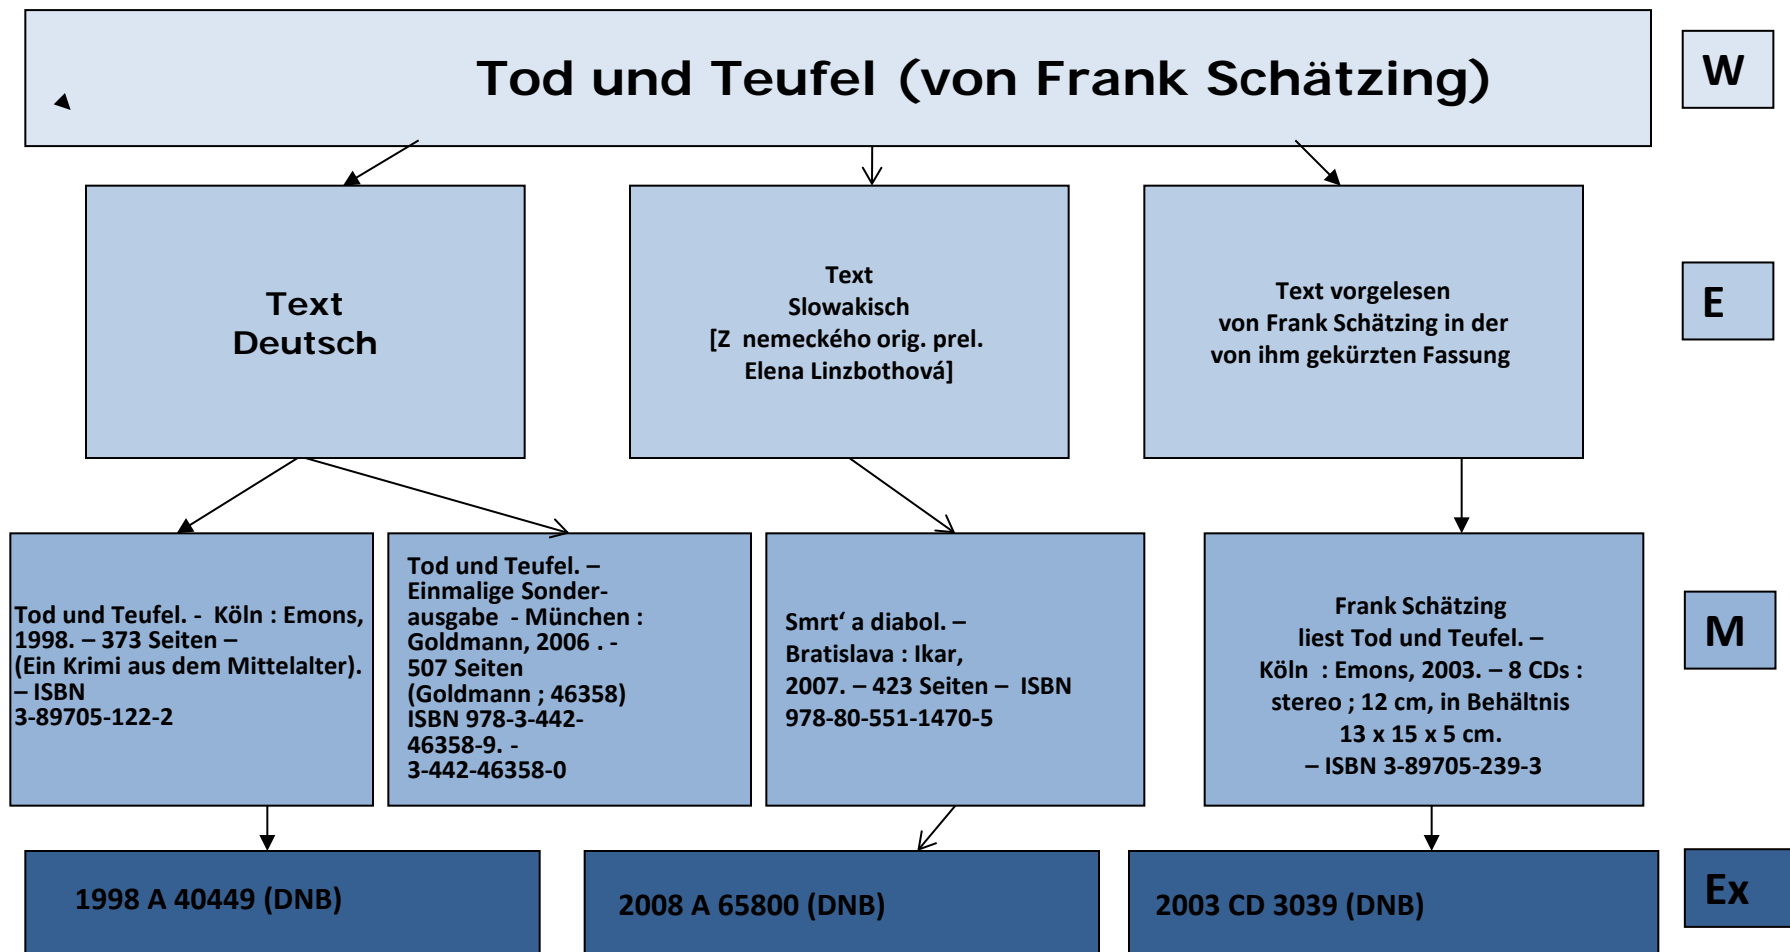 Tod und Teufel (von Frank Schätzing)
W
Text
Deutsch
Text
Slowakisch
[Z nemeckého orig. prel.
Elena Linzbothová]
Text vorgelesen
von Frank Schätzing in der
von ihm gekürzten Fassung
E
Tod und Teufel. - Köln : Emons,
1998. – 373 Seiten –
(Ein Krimi aus dem Mittelalter).
– ISBN
3-89705-122-2
Tod und Teufel. –
Einmalige Sonder-
ausgabe - München :
Goldmann, 2006 . -
507 Seiten
(Goldmann ; 46358)
ISBN 978-3-442-
46358-9. -
3-442-46358-0
Smrt‘ a diabol. –
Bratislava : Ikar,
2007. – 423 Seiten – ISBN
978-80-551-1470-5
Frank Schätzing
liest Tod und Teufel. –
Köln : Emons, 2003. – 8 CDs :
stereo ; 12 cm, in Behältnis
13 x 15 x 5 cm.
– ISBN 3-89705-239-3
M
1998 A 40449 (DNB)
2008 A 65800 (DNB)
2003 CD 3039 (DNB)
Ex